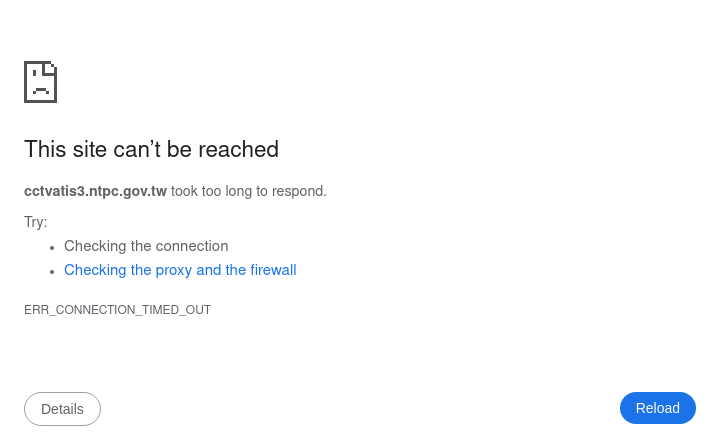 This site can’t be reached
cctvatis3.ntpc.gov.tw took too long to respond.
Try:
Checking the connection
Checking the proxy and the firewall
ERR_CONNECTION_TIMED_OUT
Details
Reload